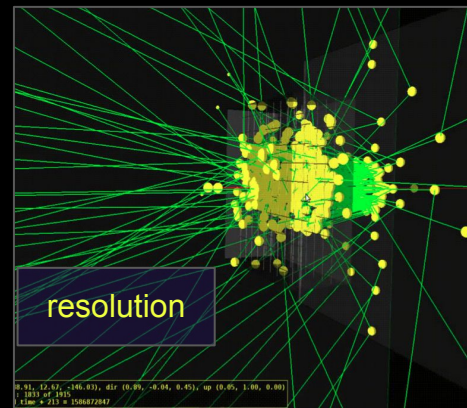 resolution
8.91, (2.67, -146.03), dir (0.89, -0.04, 0.45), up (0.05, 1.00, 0.00)
: 1833 of 1915
time + 213 = 1586872847